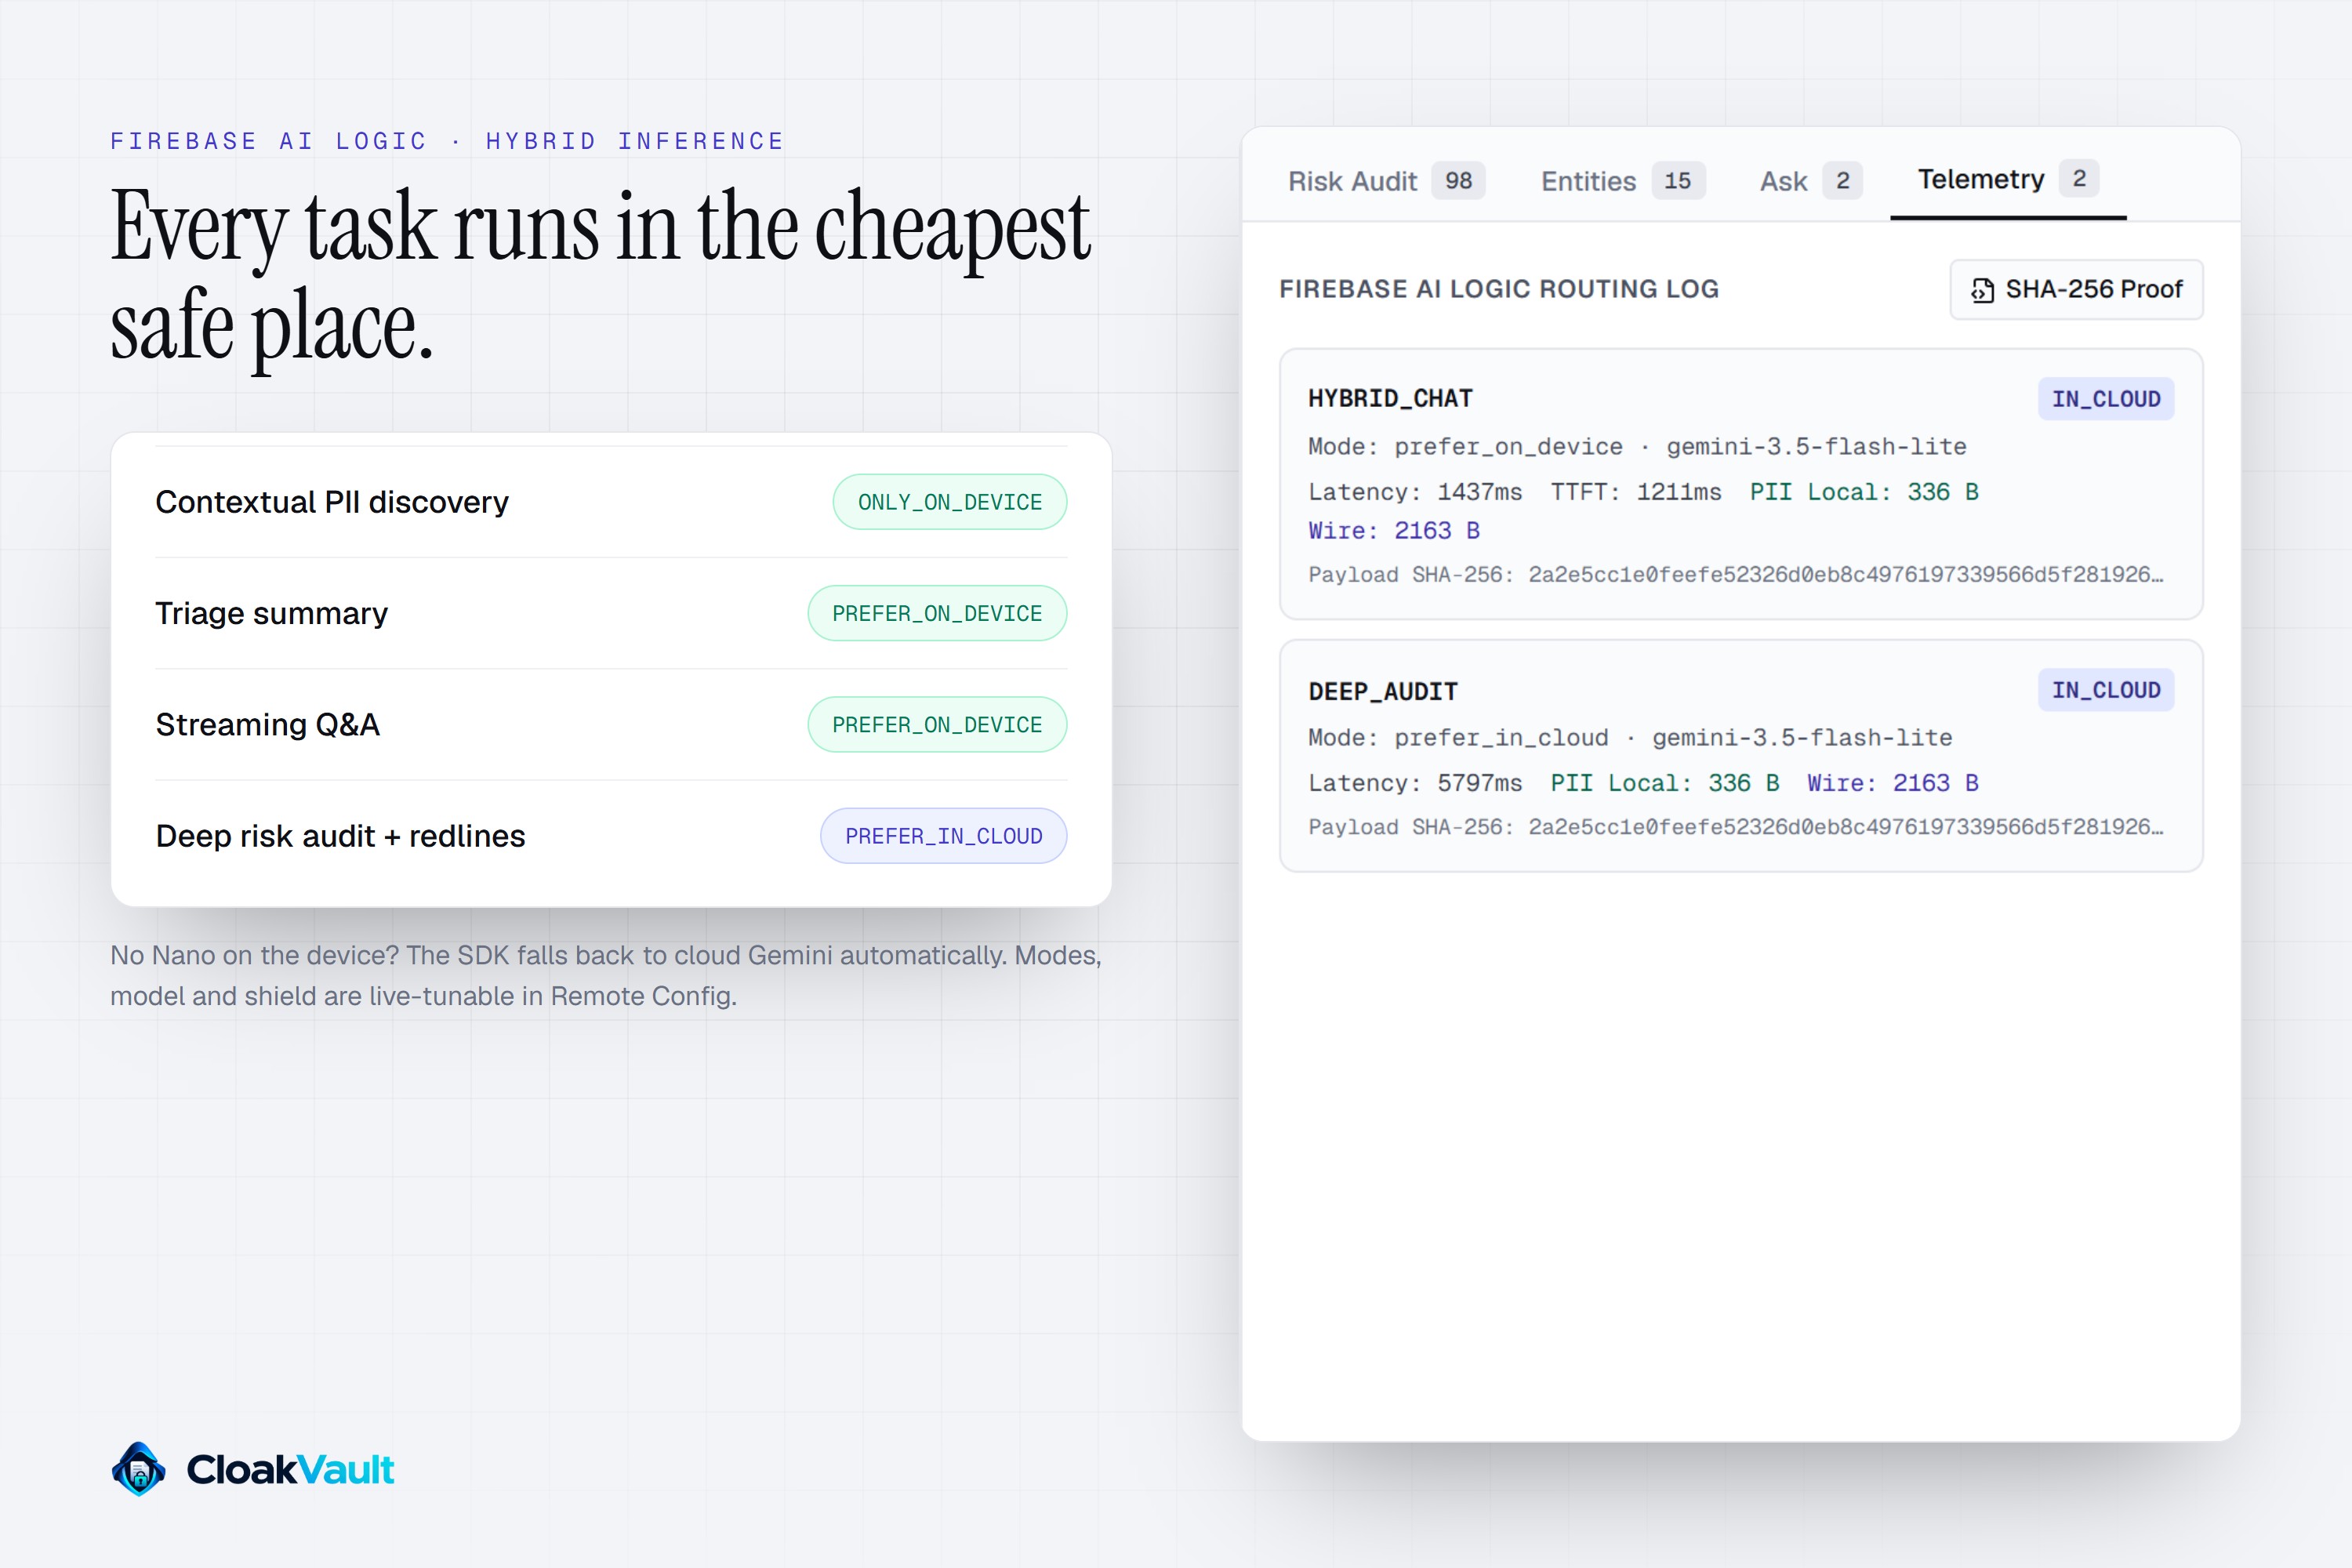 FIREBASE AI LOGIC · HYBRID INFERENCE
Every task runs in the cheapest
safe place.
Contextual PII discovery ONLY_ON_DEVICE
Triage summary PREFER_ON_DEVICE
Streaming Q&A PREFER_ON_DEVICE
Deep risk audit + redlines PREFER_IN_CLOUD
No Nano on the device? The SDK falls back to cloud Gemini automatically. Modes,
model and shield are live-tunable in Remote Config.
CloakVault
Risk Audit 98 Entities 15 Ask 2 Telemetry 2
FIREBASE AI LOGIC ROUTING LOG SHA-256 Proof
HYBRID_CHAT IN_CLOUD
Mode: prefer_on_device · gemini-3.5-flash-lite
Latency: 1437ms TTFT: 1211ms PII Local: 336 B
Wire: 2163 B
Payload SHA-256: 2a2e5cc1e0feefe52326d0eb8c4976197339566d5f281926…
DEEP_AUDIT IN_CLOUD
Mode: prefer_in_cloud · gemini-3.5-flash-lite
Latency: 5797ms PII Local: 336 B Wire: 2163 B
Payload SHA-256: 2a2e5cc1e0feefe52326d0eb8c4976197339566d5f281926…